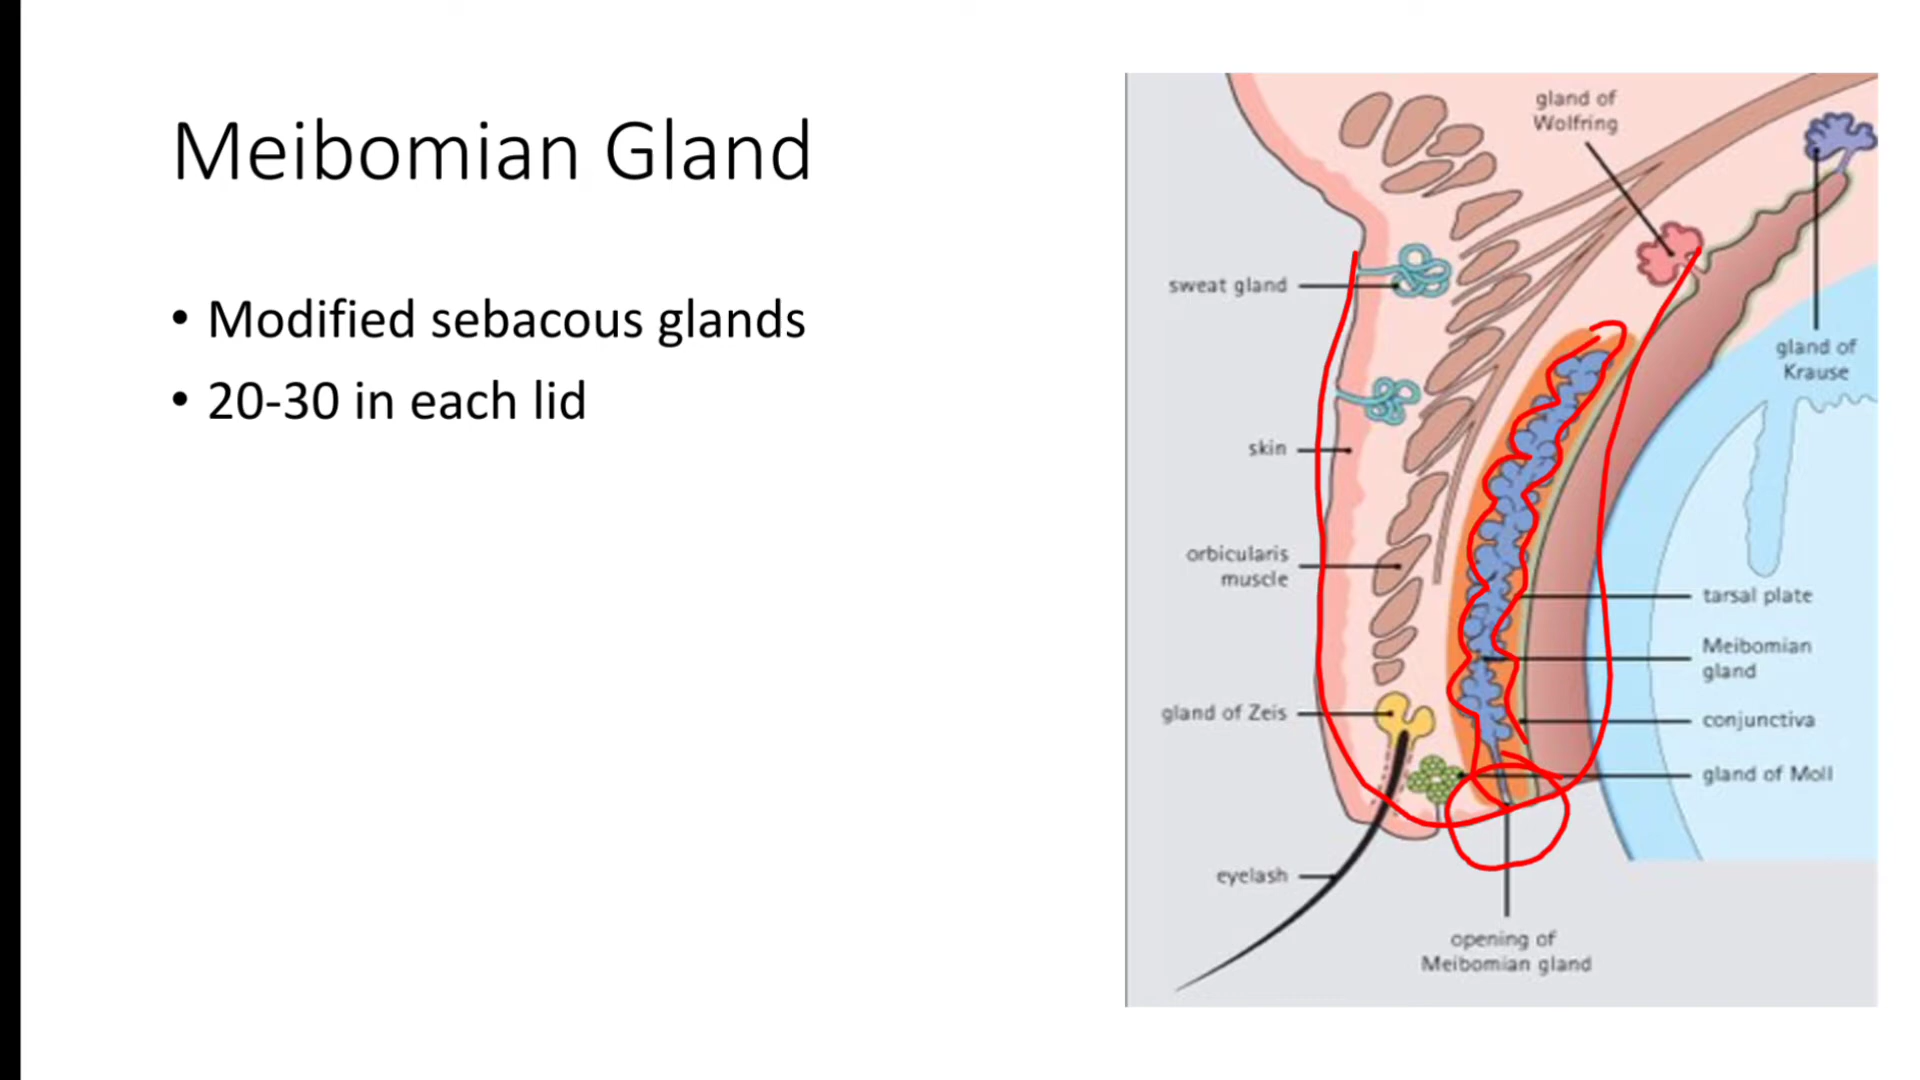 Meibomian Gland
• Modified sebacous glands
• 20-30 in each lid
gland of
Wolfring
sweat gland
gland of
Krause
skin
orbicularis
muscle
tarsal plate
Meibomian
gland
gland of Zeis
conjunctiva
gland of Moll
eyelash
opening of
Meibomian gland